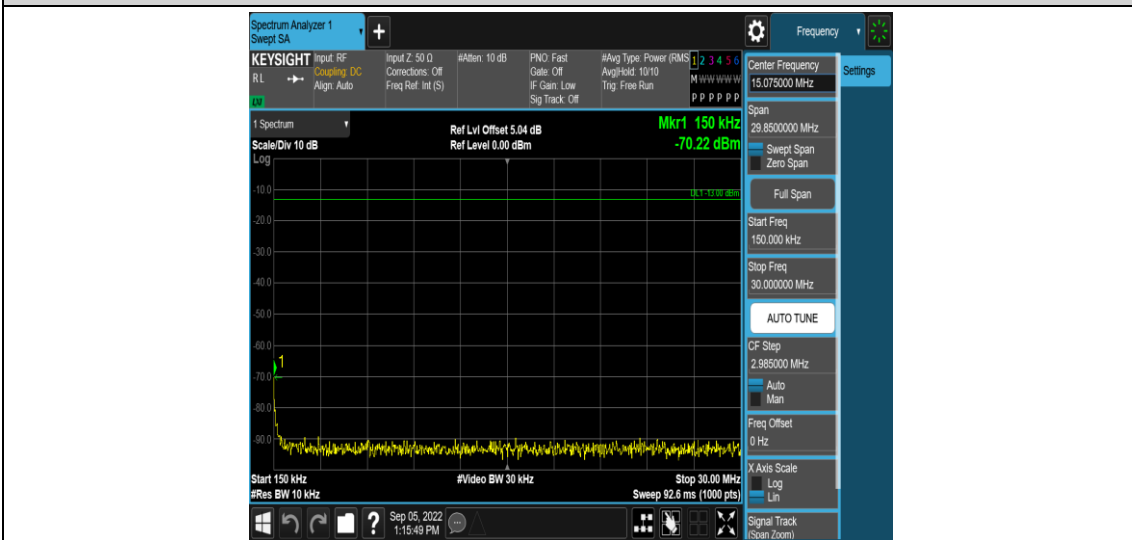 Spectrum Analyzer 1
Swept SA
+
Frequency
KEYSIGHT
RL
LXI
Input: RF
Coupling: DC
Align: Auto
Input Z: 50 Ω
Corrections: Off
Freq Ref: Int (S)
#Atten: 10 dB
PNO: Fast
Gate: Off
IF Gain: Low
Sig Track: Off
#Avg Type: Power (RMS
Avg|Hold: 10/10
Trig: Free Run
1 2 3 4 5 6
M W W W W W
P P P P P P
Center Frequency
15.075000 MHz
Settings
1 Spectrum
Scale/Div 10 dB
Log
Ref Lvl Offset 5.04 dB
Ref Level 0.00 dBm
Mkr1 150 kHz
-70.22 dBm
Span
29.8500000 MHz
Swept Span
Zero Span
Full Span
Start Freq
150.000 kHz
Stop Freq
30.000000 MHz
AUTO TUNE
CF Step
2.985000 MHz
Auto
Man
Freq Offset
0 Hz
X Axis Scale
Log
Lin
Signal Track
(Span Zoom)
DL1 -13.00 dBm
-10.0
-20.0
-30.0
-40.0
-50.0
-60.0
1
-70.0
-80.0
-90.0
Start 150 kHz
#Res BW 10 kHz
#Video BW 30 kHz
Stop 30.00 MHz
Sweep 92.6 ms (1000 pts)
?
Sep 05, 2022
1:15:49 PM